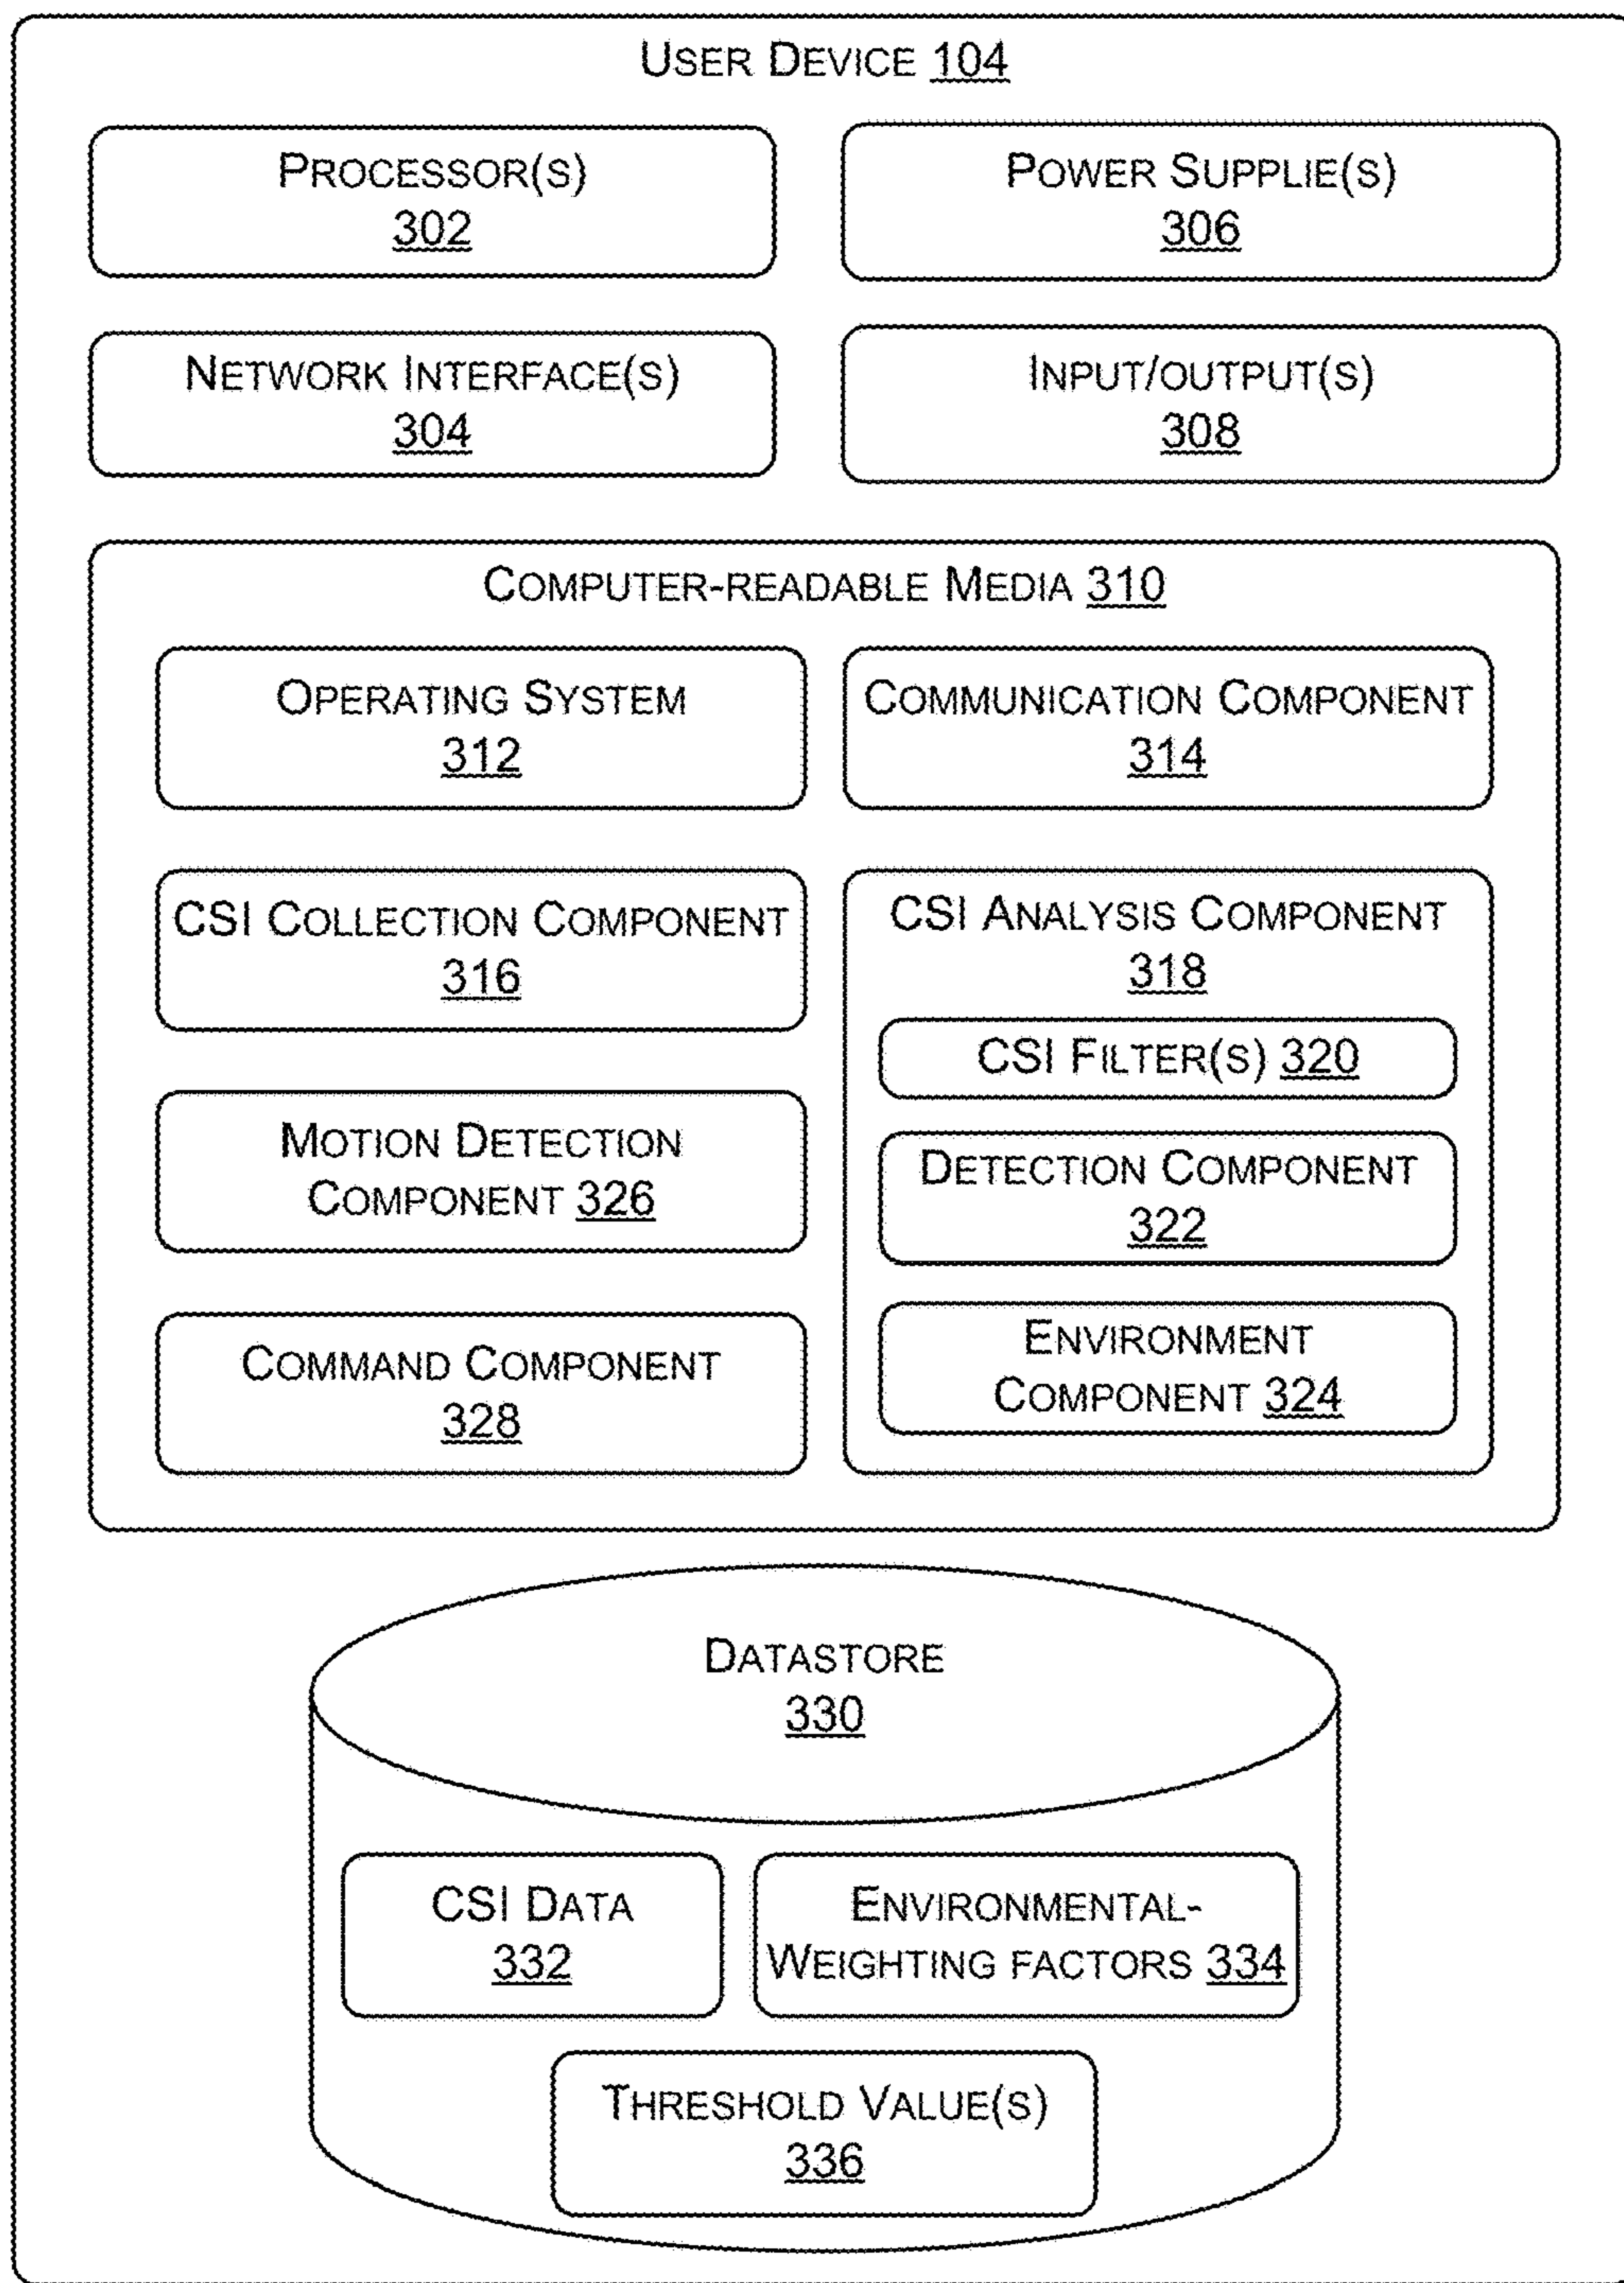 USER DEVICE 104
PROCESSOR(S)
302
POWER SUPPLIE(S)
306
NETWORK INTERFACE(S)
304
INPUT/OUTPUT(S)
308
COMPUTER-READABLE MEDIA 310
OPERATING SYSTEM
312
COMMUNICATION COMPONENT
314
CSI COLLECTION COMPONENT
316
CSI ANALYSIS COMPONENT
318
CSI FILTER(S) 320
DETECTION COMPONENT
322
ENVIRONMENT
COMPONENT 324
MOTION DETECTION
COMPONENT 326
COMMAND COMPONENT
328
DATASTORE
330
CSI DATA
332
ENVIRONMENTAL-
WEIGHTING FACTORS 334
THRESHOLD VALUE(S)
336